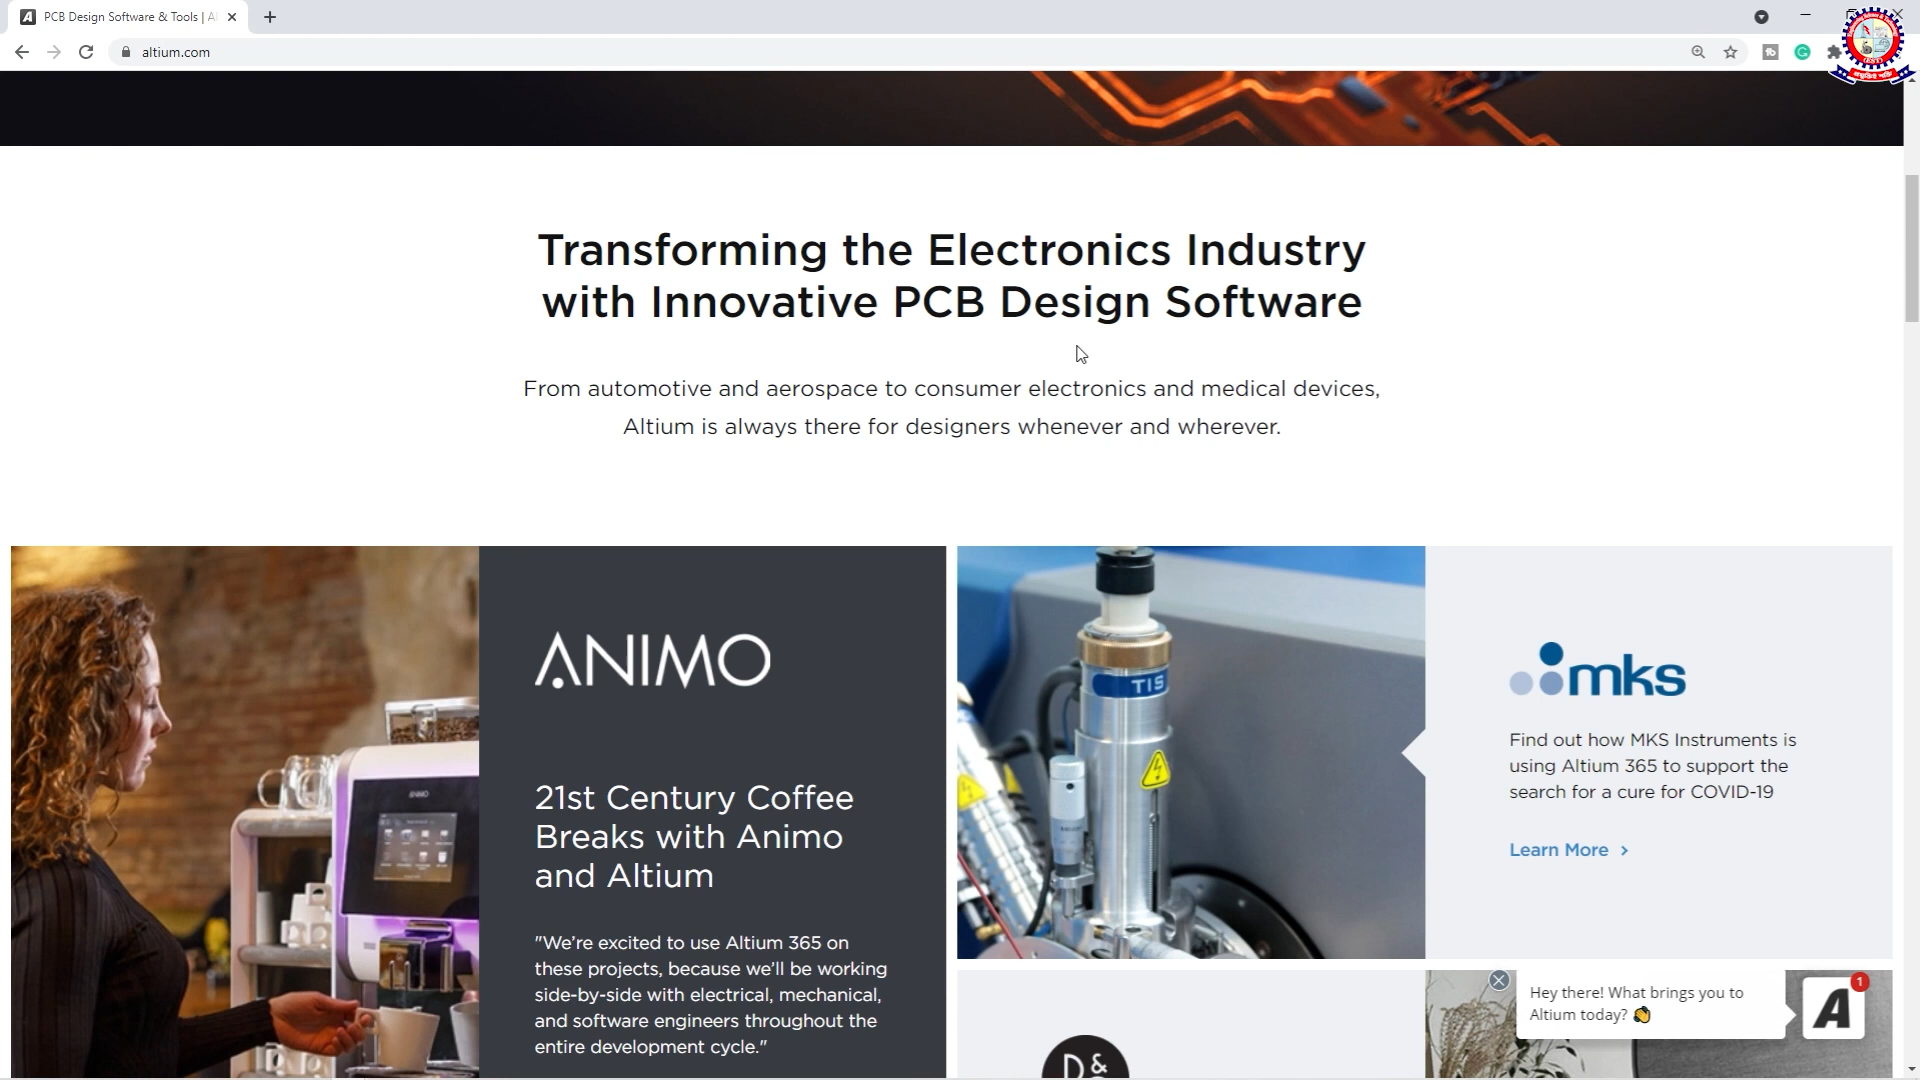 PCB Design Software & Tools | Al
altium.com
Transforming the Electronics Industry
with Innovative PCB Design Software
From automotive and aerospace to consumer electronics and medical devices,
Altium is always there for designers whenever and wherever.
ANIMO
21st Century Coffee
Breaks with Animo
and Altium
"We're excited to use Altium 365 on
these projects, because we'll be working
side-by-side with electrical, mechanical,
and software engineers throughout the
entire development cycle."
TIS
mks
Find out how MKS Instruments is
using Altium 365 to support the
search for a cure for COVID-19
Learn More
D &
Hey there! What brings you to
Altium today? 👋
1